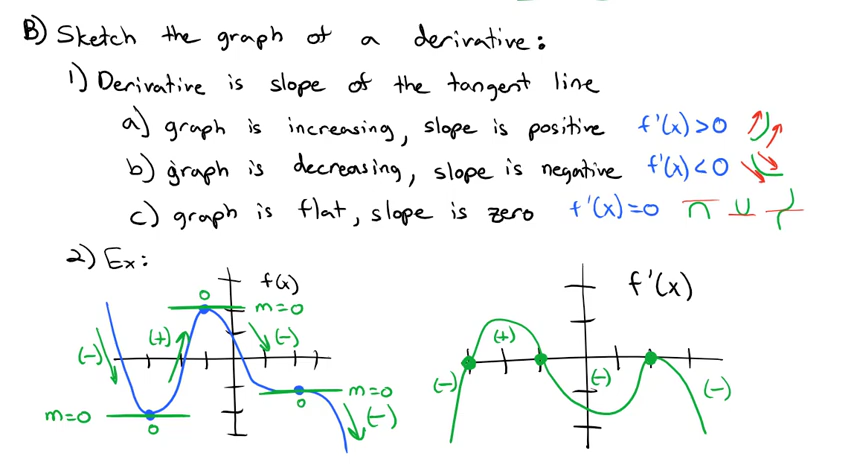 B) Sketch the graph of a derivative:
1) Derivative is slope of the tangent line
a) graph is increasing, slope is positive f'(x)>0
b) graph is decreasing, slope is negative f'(x)<0
c) graph is flat, slope is zero f'(x)=0
2) Ex:
f(x)
0
m=0
(-)
(+)
(-)
m=0
0
m=0
0
(-)
f'(x)
(+)
(-)
(-)
(-)